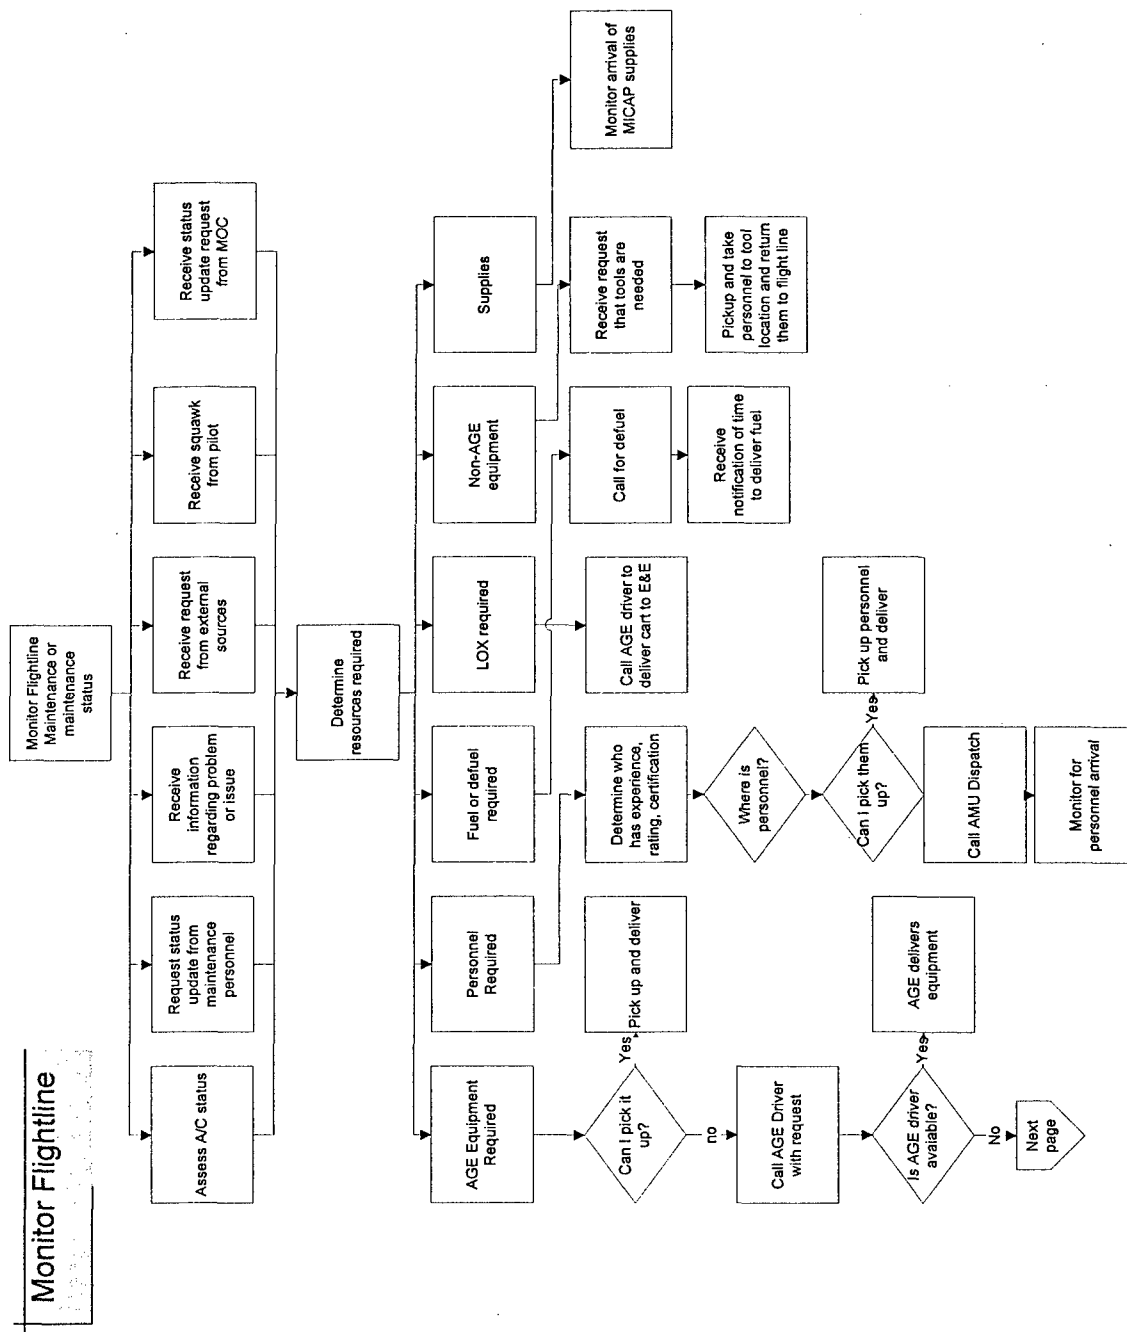 Monitor Flightline
Monitor Flightline
Maintenance or
maintenance
status
Assess A/C status
Request status
update from
maintenance
personnel
Receive
information
regarding problem
or issue
Receive request
from external
sources
Receive squawk
from pilot
Receive status
update request
from MOC
Determine
resources required
AGE Equipment
Required
Personnel
Required
Fuel or defuel
required
LOX required
Non-AGE
equipment
Supplies
Can I pick it
up?
Yes
Pick up and deliver
no
Determine who
has experience,
rating, certification
Call AGE driver to
deliver cart to E&E
Call for defuel
Receive request
that tools are
needed
Monitor arrival of
MICAP supplies
Call AGE Driver
with request
Where is
personnel?
Receive
notification of time
to deliver fuel
Pickup and take
personnel to tool
location and return
them to flight line
Is AGE driver
avaiable?
Yes
AGE delivers
equipment
Can I pick them
up?
Yes
Pick up personnel
and deliver
No
Next
page
Call AMU Dispatch
Monitor for
personnel arrival